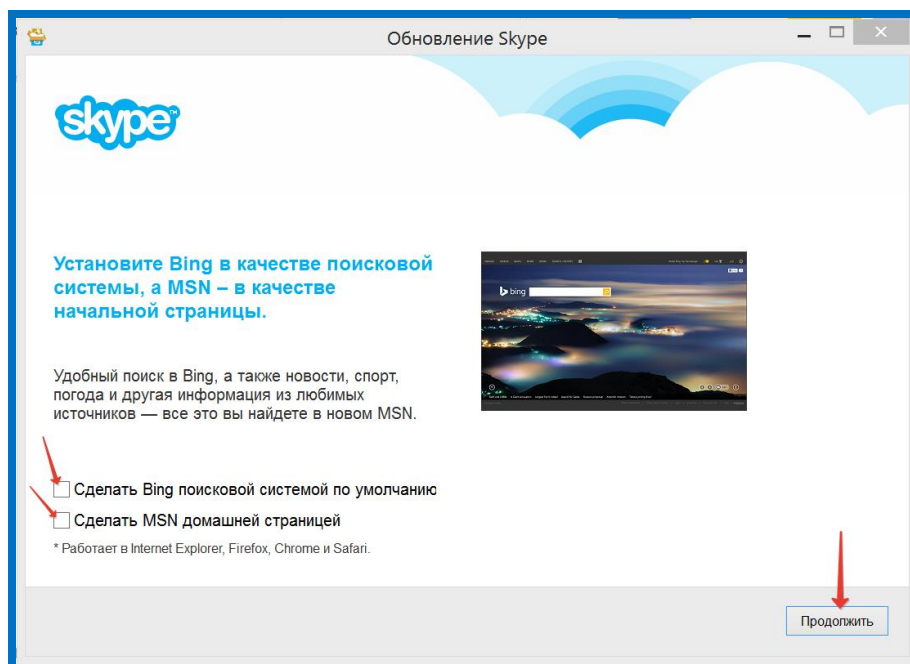 Обновление Skype
skype™
Установите Bing в качестве поисковой
системы, а MSN – в качестве
начальной страницы.
bing
Удобный поиск в Bing, а также новости, спорт,
погода и другая информация из любимых
источников — все это вы найдете в новом MSN.
Сделать Bing поисковой системой по умолчанию
Сделать MSN домашней страницей
* Работает в Internet Explorer, Firefox, Chrome и Safari.
Продолжить